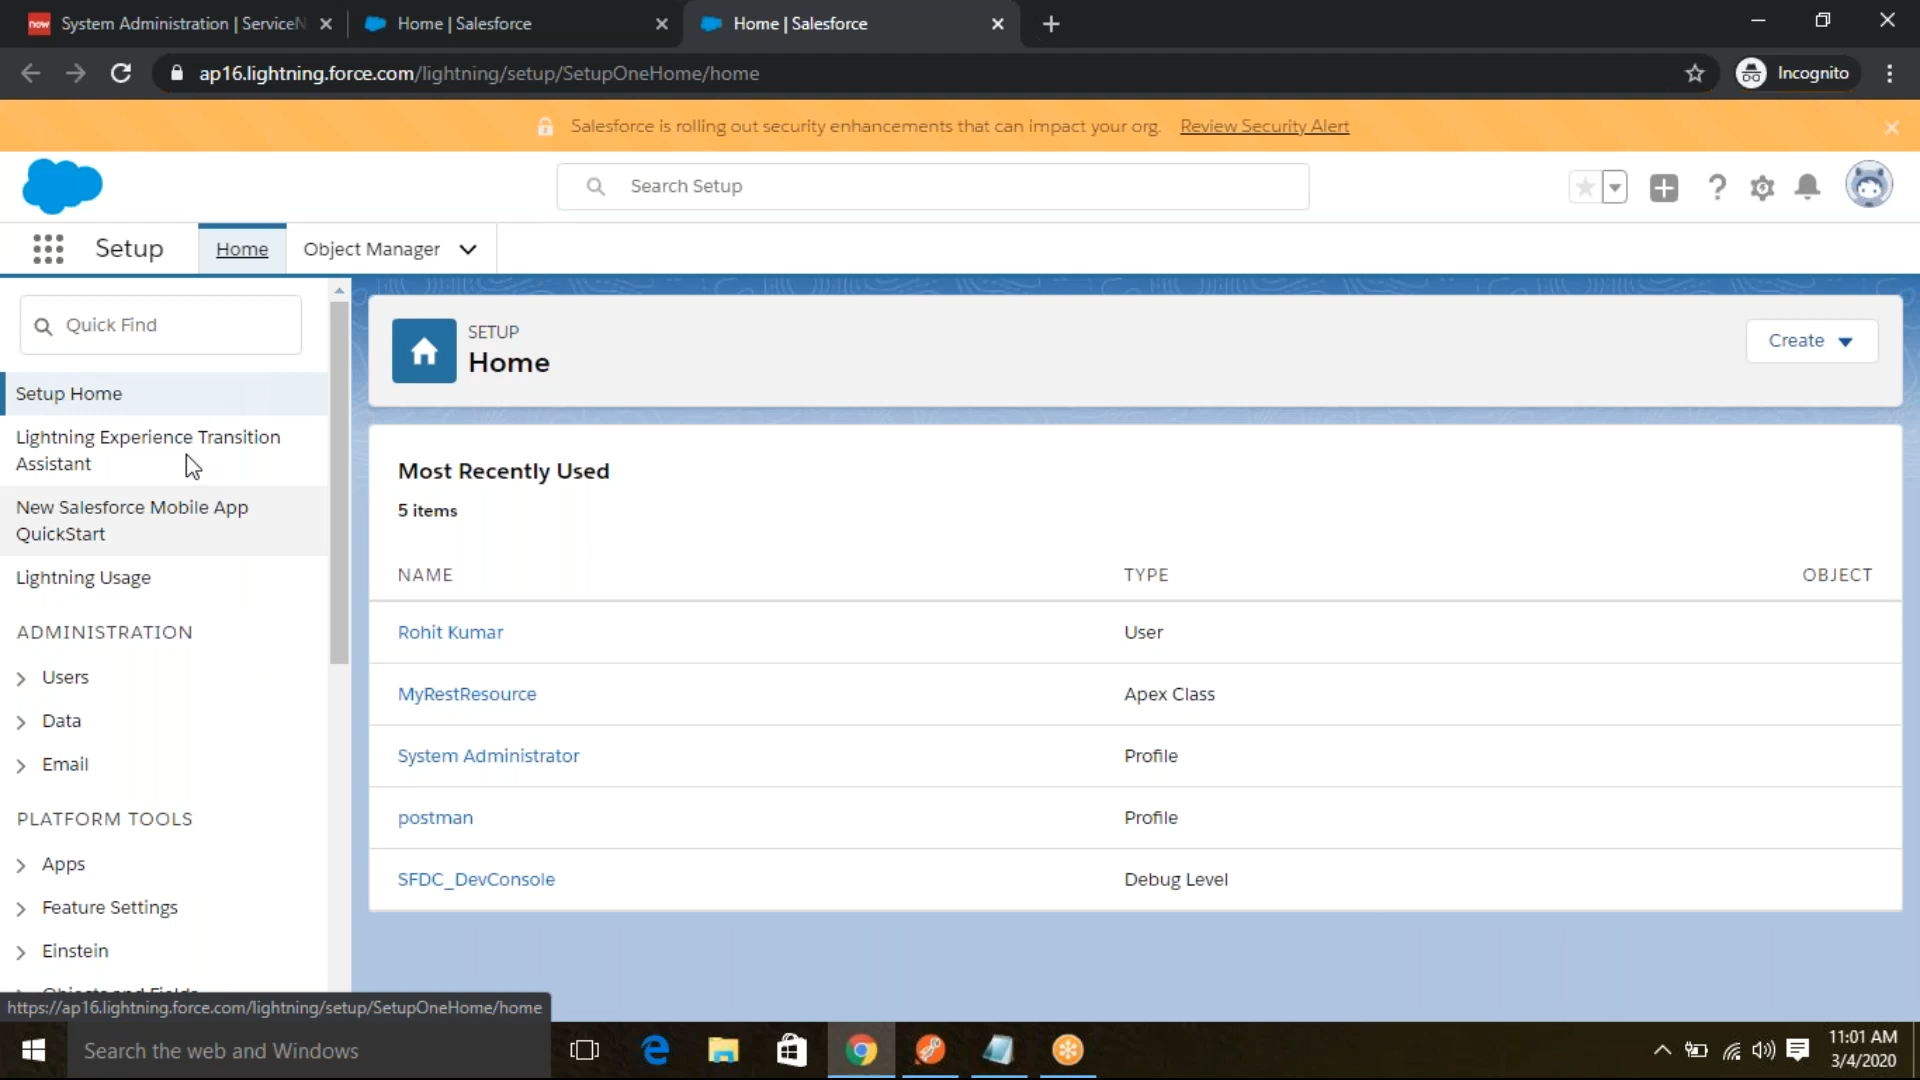 now System Administration | ServiceN
Home | Salesforce
Home | Salesforce
ap16.lightning.force.com/lightning/setup/SetupOneHome/home
Incognito
Salesforce is rolling out security enhancements that can impact your org. Review Security Alert
Search Setup
Setup
Home
Object Manager
Quick Find
Setup Home
Lightning Experience Transition
Assistant
New Salesforce Mobile App
QuickStart
Lightning Usage
ADMINISTRATION
Users
Data
Email
PLATFORM TOOLS
Apps
Feature Settings
Einstein
Objects and Fields
SETUP
Home
Create
Most Recently Used
5 items
NAME TYPE OBJECT
Rohit Kumar User
MyRestResource Apex Class
System Administrator Profile
postman Profile
SFDC_DevConsole Debug Level
https://ap16.lightning.force.com/lightning/setup/SetupOneHome/home
Search the web and Windows
11:01 AM
3/4/2020